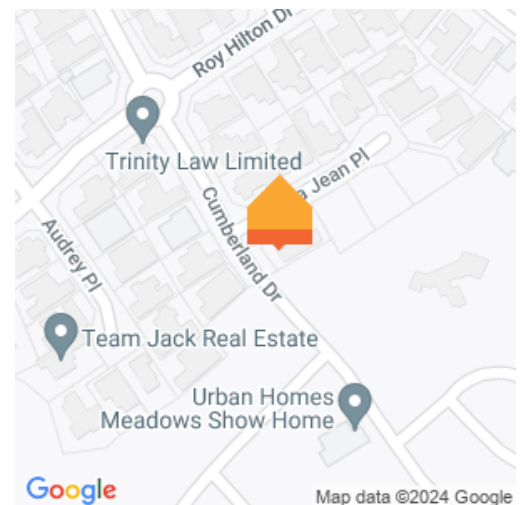 Roy Hilton Dr
Trinity Law Limited
Jean Pl
Cumberland Dr
Audrey Pl
Team Jack Real Estate
Urban Homes
Meadows Show Home
Google
Map data ©2024 Google